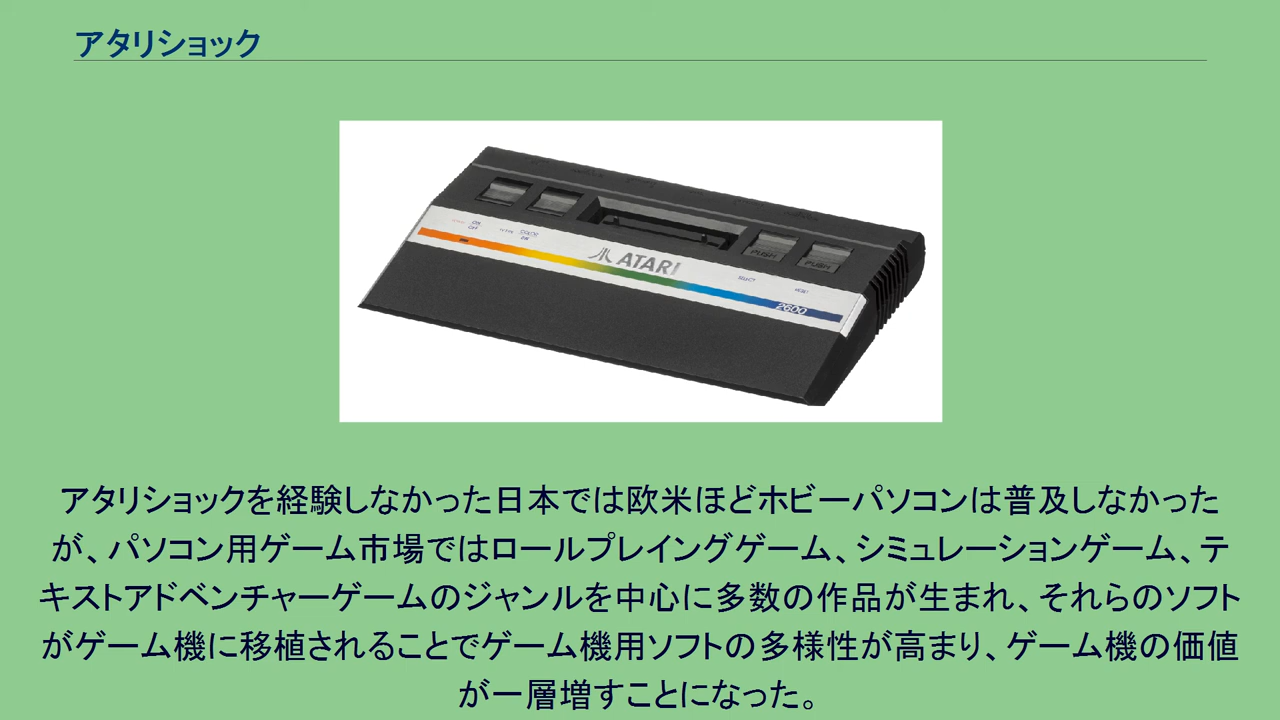 アタリショック
ON
OFF
COLOR
PUSH
PUSH
ATARI
SELECT
RESET
2600
アタリショックを経験しなかった日本では欧米ほどホビーパソコンは普及しなかった
が、パソコン用ゲーム市場ではロールプレイングゲーム、シミュレーションゲーム、テ
キストアドベンチャーゲームのジャンルを中心に多数の作品が生まれ、それらのソフト
がゲーム機に移植されることでゲーム機用ソフトの多様性が高まり、ゲーム機の価値
が一層増すことになった。